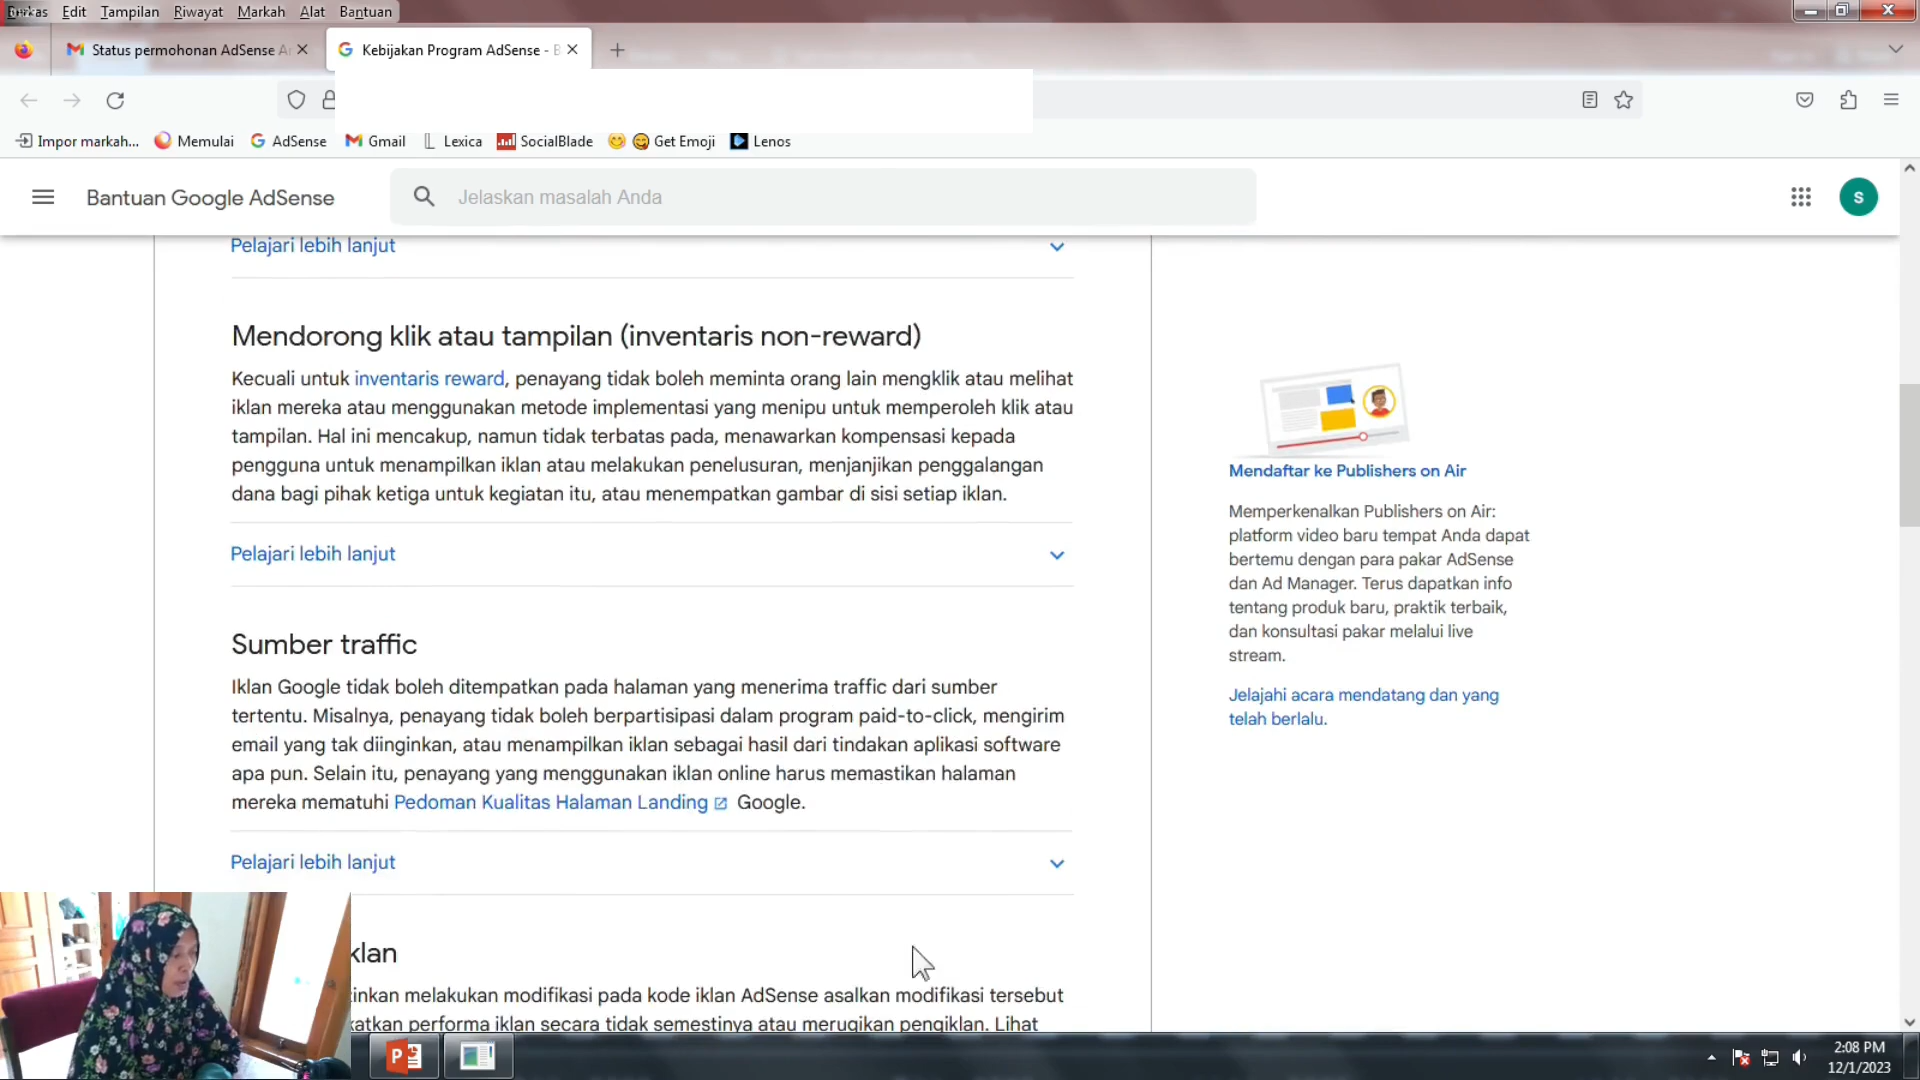 Edit Tampilan Riwayat Markah Alat Bantuan
Status permohonan AdSense
Kebijakan Program AdSense -
Impor markah... Memulai AdSense Gmail Lexica SocialBlade Get Emoji Lenos
Bantuan Google AdSense
Jelaskan masalah Anda
S
Pelajari lebih lanjut
Mendorong klik atau tampilan (inventaris non-reward)
Kecuali untuk inventaris reward, penayang tidak boleh meminta orang lain mengklik atau melihat
iklan mereka atau menggunakan metode implementasi yang menipu untuk memperoleh klik atau
tampilan. Hal ini mencakup, namun tidak terbatas pada, menawarkan kompensasi kepada
pengguna untuk menampilkan iklan atau melakukan penelusuran, menjanjikan penggalangan
dana bagi pihak ketiga untuk kegiatan itu, atau menempatkan gambar di sisi setiap iklan.
Pelajari lebih lanjut
Sumber traffic
Iklan Google tidak boleh ditempatkan pada halaman yang menerima traffic dari sumber
tertentu. Misalnya, penayang tidak boleh berpartisipasi dalam program paid-to-click, mengirim
email yang tak diinginkan, atau menampilkan iklan sebagai hasil dari tindakan aplikasi software
apa pun. Selain itu, penayang yang menggunakan iklan online harus memastikan halaman
mereka mematuhi Pedoman Kualitas Halaman Landing Google.
Pelajari lebih lanjut
klan
inkan melakukan modifikasi pada kode iklan AdSense asalkan modifikasi tersebut
katkan performa iklan secara tidak semestinya atau merugikan pengiklan. Lihat
Mendaftar ke Publishers on Air
Memperkenalkan Publishers on Air:
platform video baru tempat Anda dapat
bertemu dengan para pakar AdSense
dan Ad Manager. Terus dapatkan info
tentang produk baru, praktik terbaik,
dan konsultasi pakar melalui live
stream.
Jelajahi acara mendatang dan yang
telah berlalu.
2:08 PM
12/1/2023